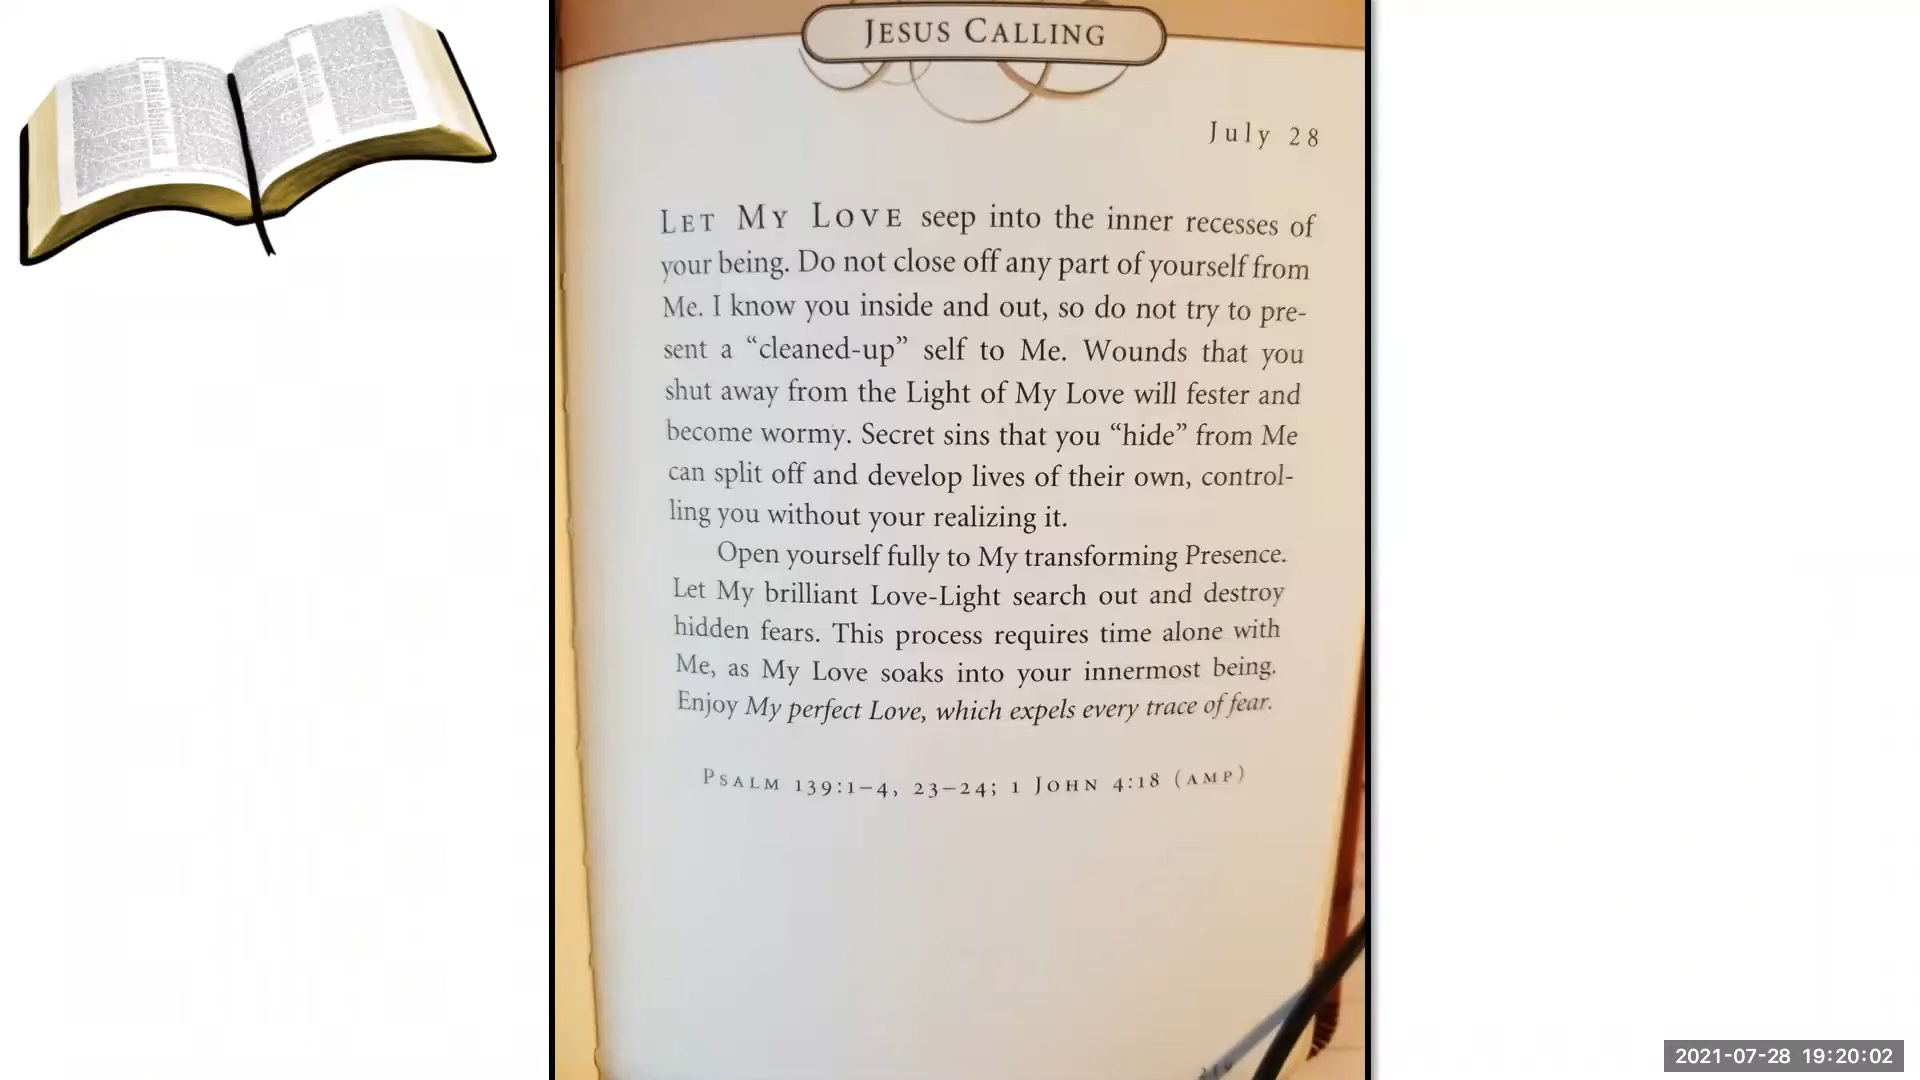 JESUS CALLING
July 28
LET MY LOVE seep into the inner recesses of
your being. Do not close off any part of yourself from
Me. I know you inside and out, so do not try to pre-
sent a “cleaned-up” self to Me. Wounds that you
shut away from the Light of My Love will fester and
become wormy. Secret sins that you “hide” from Me
can split off and develop lives of their own, control-
ling you without your realizing it.
Open yourself fully to My transforming Presence.
Let My brilliant Love-Light search out and destroy
hidden fears. This process requires time alone with
Me, as My Love soaks into your innermost being.
Enjoy My perfect Love, which expels every trace of fear.
PSALM 139:1–4, 23–24; 1 JOHN 4:18 (AMP)
2021-07-28 19:20:02